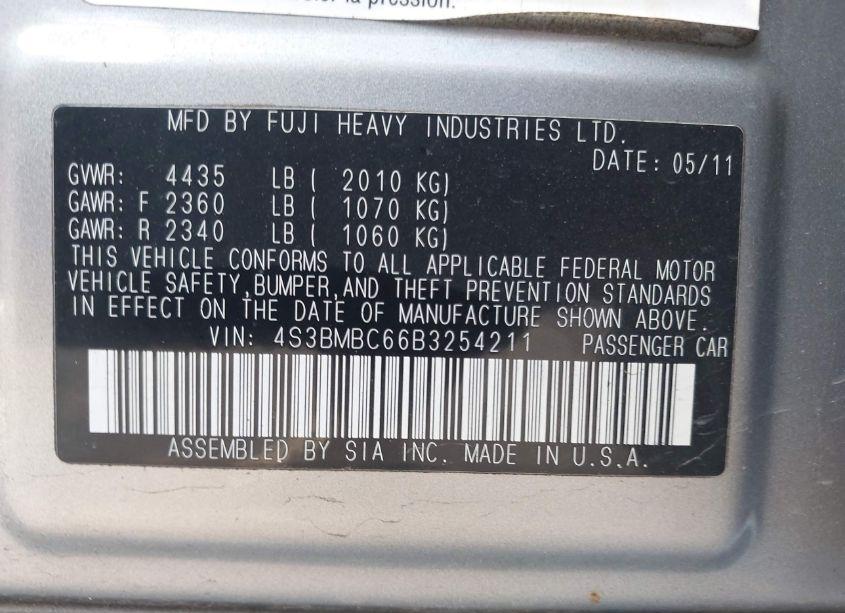 la pression.
MFD BY FUJI HEAVY INDUSTRIES LTD.
DATE: 05/11
GVWR: 4435 LB ( 2010 KG)
GAWR: F 2360 LB ( 1070 KG)
GAWR: R 2340 LB ( 1060 KG)
THIS VEHICLE CONFORMS TO ALL APPLICABLE FEDERAL MOTOR
VEHICLE SAFETY,BUMPER,AND THEFT PREVENTION STANDARDS
IN EFFECT ON THE DATE OF MANUFACTURE SHOWN ABOVE.
VIN: 4S3BMBC66B3254211 PASSENGER CAR
ASSEMBLED BY SIA INC. MADE IN U.S.A.